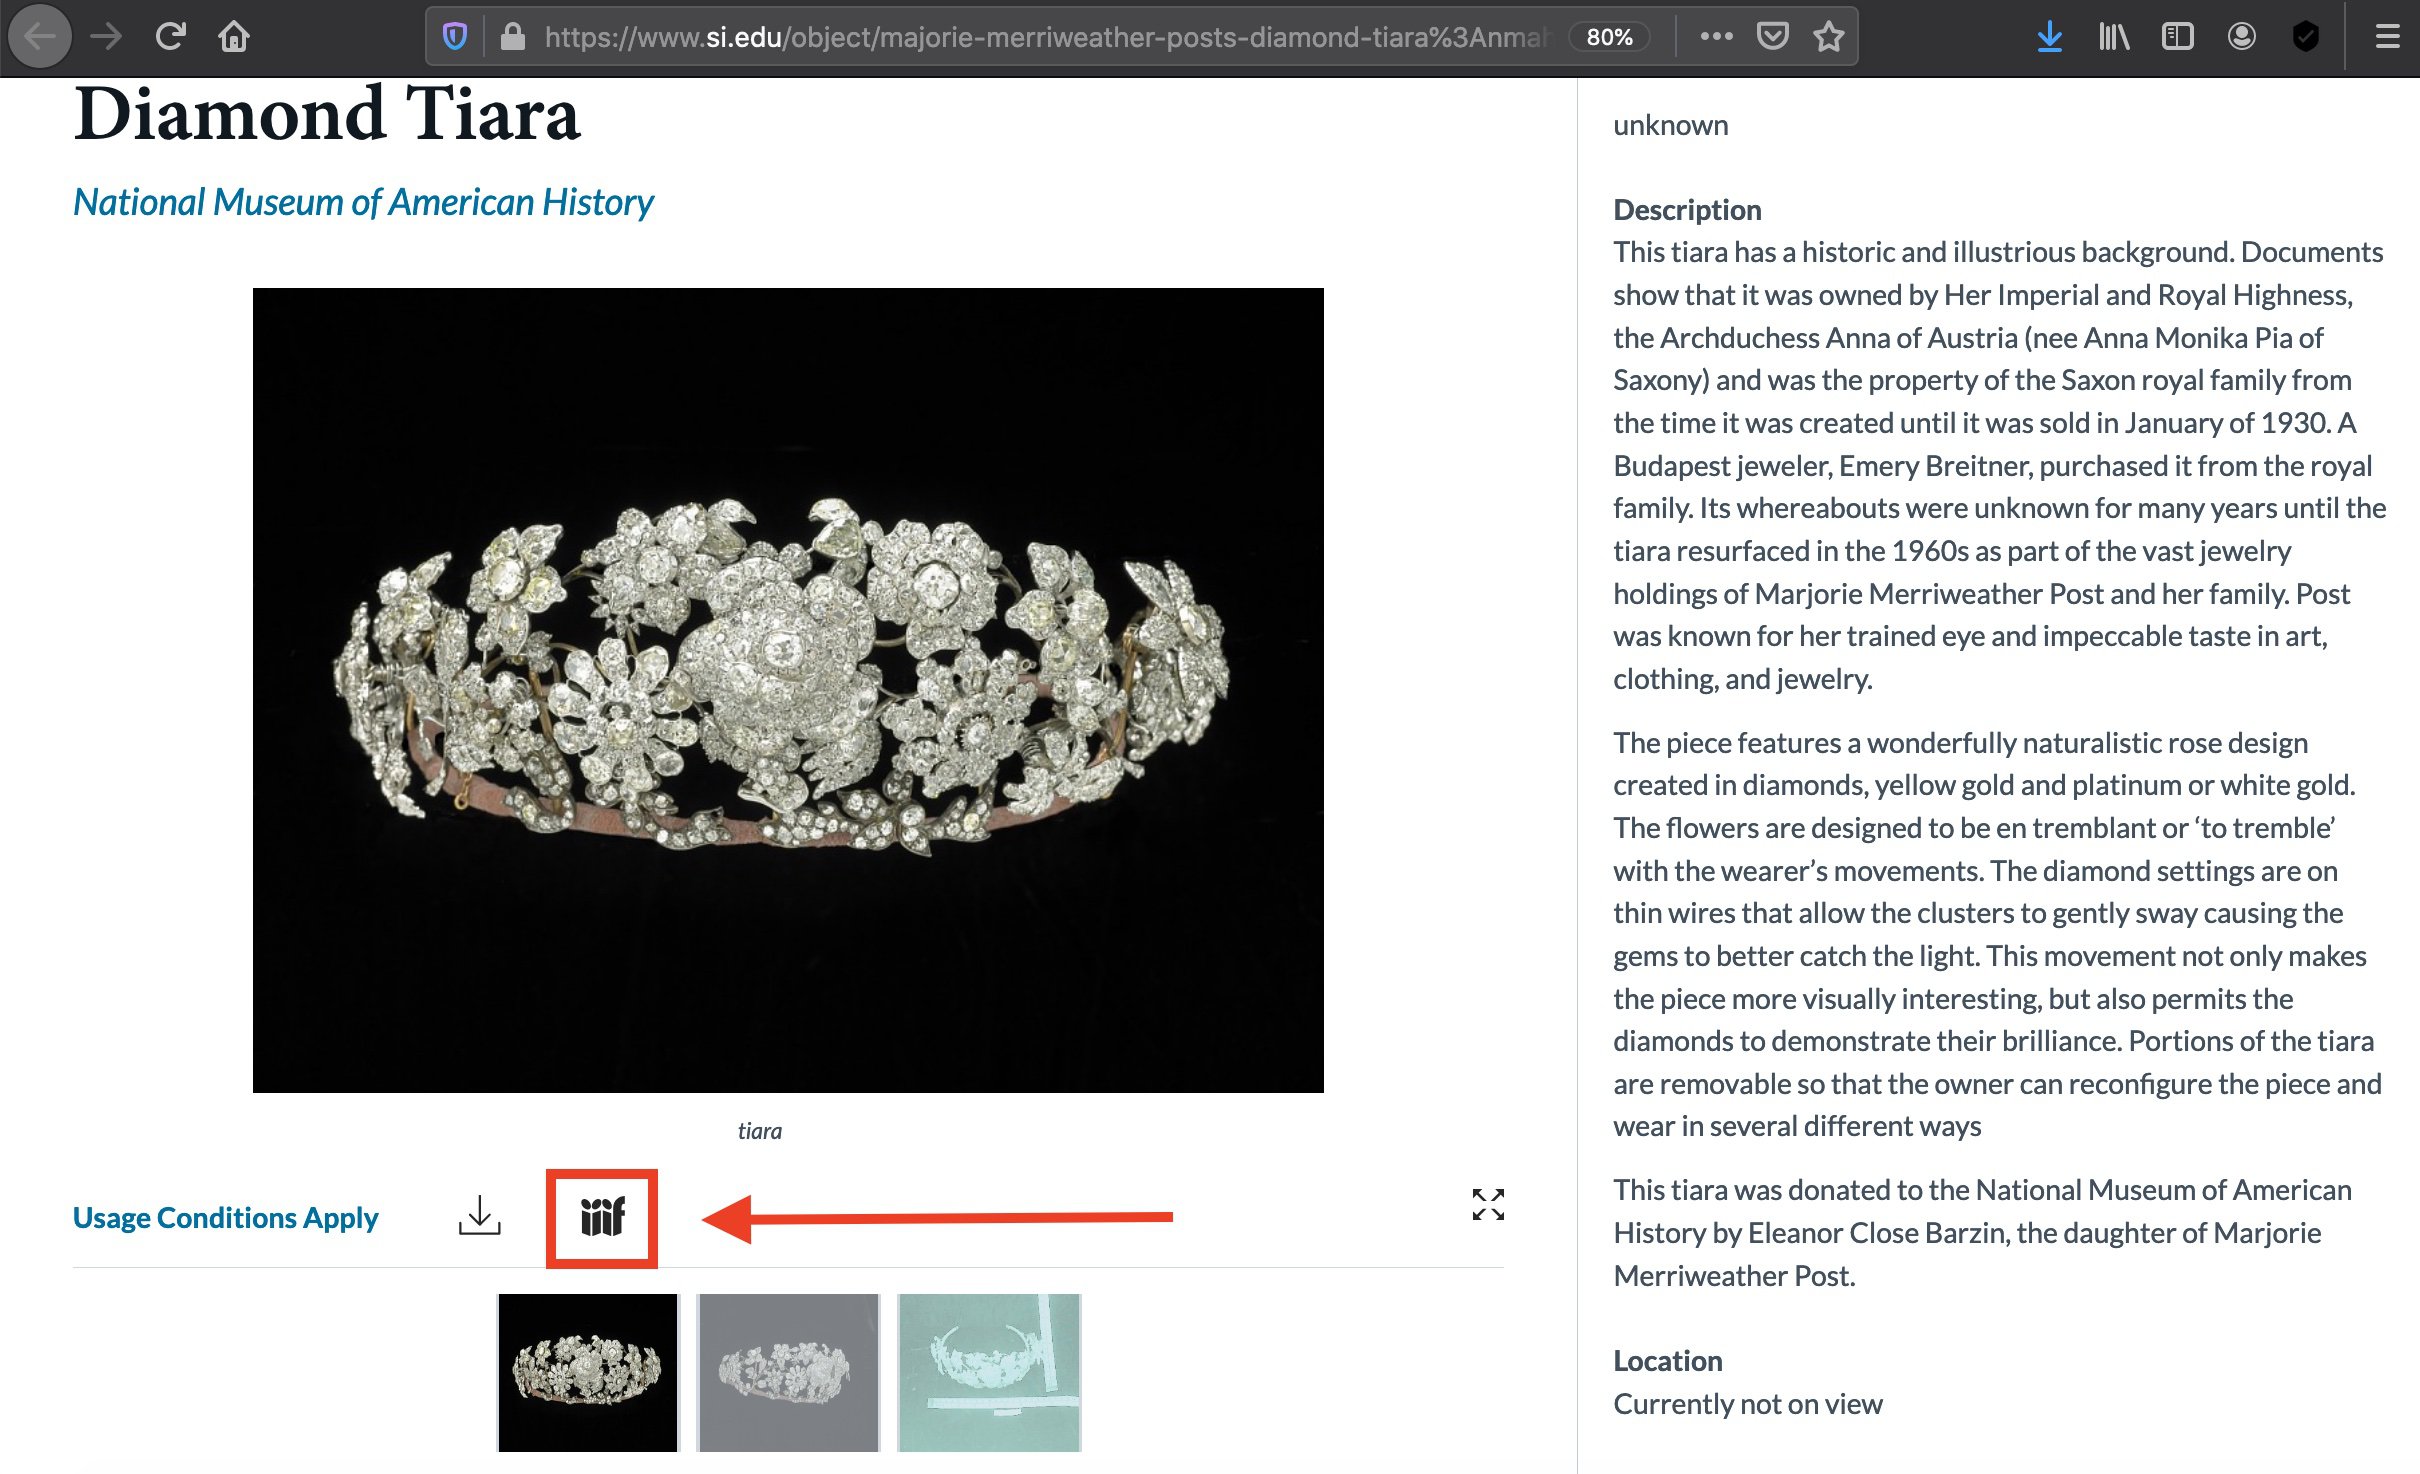 https://www.si.edu/object/majorie-merriweather-posts-diamond-tiara%3Anmah
80%
Diamond Tiara
National Museum of American History
tiara
Usage Conditions Apply
iiif
unknown
Description
This tiara has a historic and illustrious background. Documents
show that it was owned by Her Imperial and Royal Highness,
the Archduchess Anna of Austria (nee Anna Monika Pia of
Saxony) and was the property of the Saxon royal family from
the time it was created until it was sold in January of 1930. A
Budapest jeweler, Emery Breitner, purchased it from the royal
family. Its whereabouts were unknown for many years until the
tiara resurfaced in the 1960s as part of the vast jewelry
holdings of Marjorie Merriweather Post and her family. Post
was known for her trained eye and impeccable taste in art,
clothing, and jewelry.
The piece features a wonderfully naturalistic rose design
created in diamonds, yellow gold and platinum or white gold.
The flowers are designed to be en tremblant or ‘to tremble’
with the wearer’s movements. The diamond settings are on
thin wires that allow the clusters to gently sway causing the
gems to better catch the light. This movement not only makes
the piece more visually interesting, but also permits the
diamonds to demonstrate their brilliance. Portions of the tiara
are removable so that the owner can reconfigure the piece and
wear in several different ways
This tiara was donated to the National Museum of American
History by Eleanor Close Barzin, the daughter of Marjorie
Merriweather Post.
Location
Currently not on view